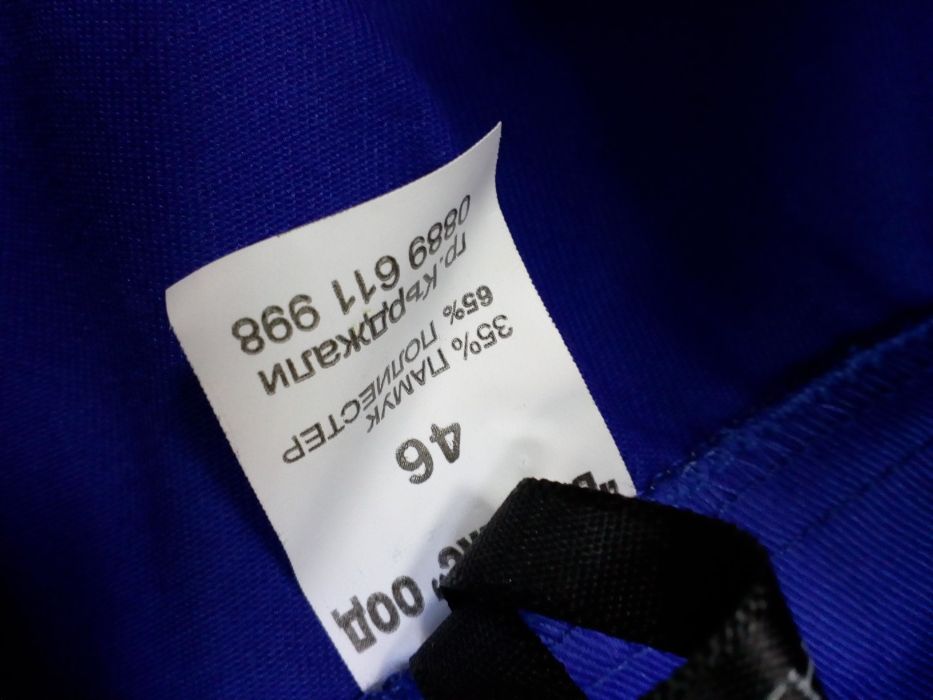 ООД
46
35% ПАМУК
65% ПОЛИЕСТЕР
гр.Кърджали
0889 611 998